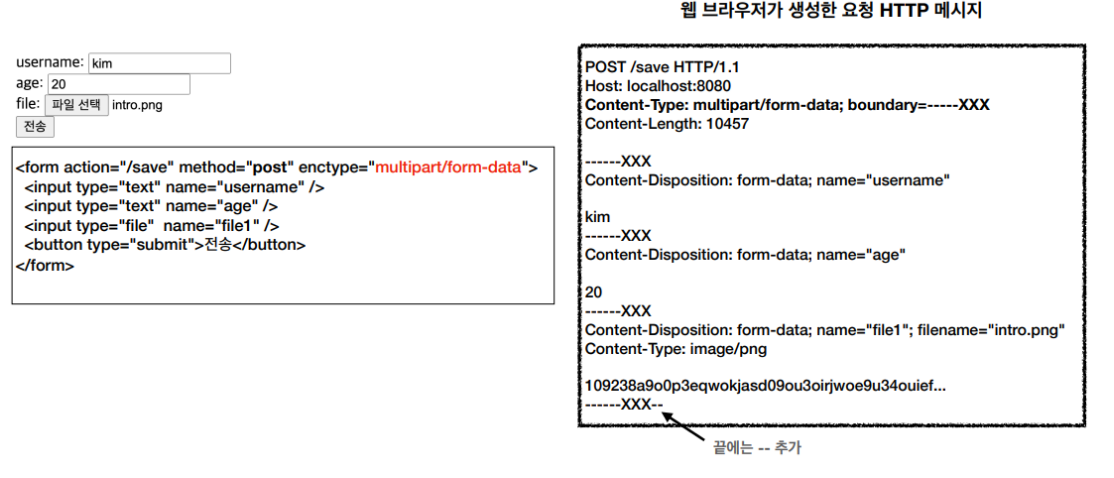 웹 브라우저가 생성한 요청 HTTP 메시지
username: kim
age: 20
file: 파일 선택 intro.png
전송
<form action="/save" method="post" enctype="multipart/form-data">
<input type="text" name="username" />
<input type="text" name="age" />
<input type="file"  name="file1" />
<button type="submit">전송</button>
</form>
POST /save HTTP/1.1
Host: localhost:8080
Content-Type: multipart/form-data; boundary=-----XXX
Content-Length: 10457
------XXX
Content-Disposition: form-data; name="username"
kim
------XXX
Content-Disposition: form-data; name="age"
20
------XXX
Content-Disposition: form-data; name="file1"; filename="intro.png"
Content-Type: image/png
109238a9o0p3eqwokjasd09ou3oirjwoe9u34ouief...
------XXX--
끝에는 -- 추가